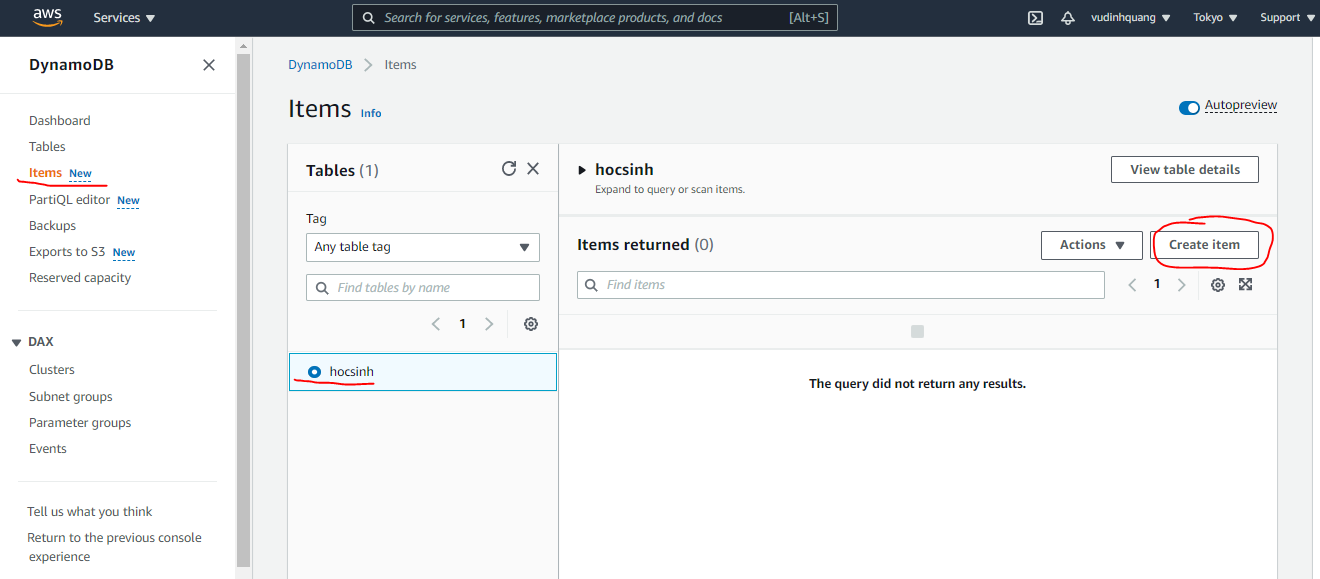 aws Services Search for services, features, marketplace products, and docs [Alt+S] vudinhquang Tokyo Support
DynamoDB
Dashboard
Tables
Items New
PartiQL editor New
Backups
Exports to S3 New
Reserved capacity
DAX
Clusters
Subnet groups
Parameter groups
Events
Tell us what you think
Return to the previous console
experience
DynamoDB > Items
Items Info
Autopreview
Tables (1)
Tag
Any table tag
Find tables by name
1
hocsinh
hocsinh
View table details
Expand to query or scan items.
Items returned (0)
Actions
Create item
Find items
1
The query did not return any results.